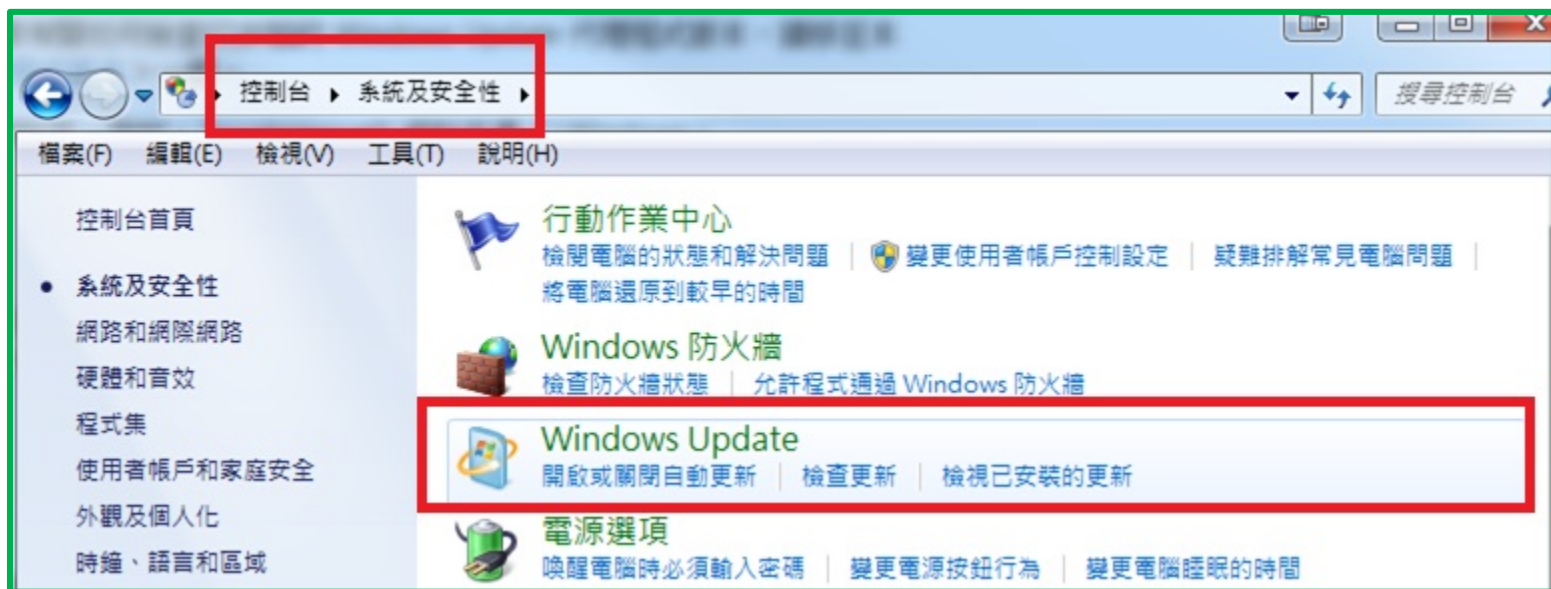 控制台 ▸ 系統及安全性 ▸
搜尋控制台
檔案(F) 編輯(E) 檢視(V) 工具(T) 說明(H)
控制台首頁
系統及安全性
網路和網際網路
硬體和音效
程式集
使用者帳戶和家庭安全
外觀及個人化
時鐘、語言和區域
行動作業中心
檢閱電腦的狀態和解決問題 | 變更使用者帳戶控制設定 | 疑難排解常見電腦問題 |
將電腦還原到較早的時間
Windows 防火牆
檢查防火牆狀態 | 允許程式通過 Windows 防火牆
Windows Update
開啟或關閉自動更新 | 檢查更新 | 檢視已安裝的更新
電源選項
喚醒電腦時必須輸入密碼 | 變更電源按鈕行為 | 變更電腦睡眠的時間